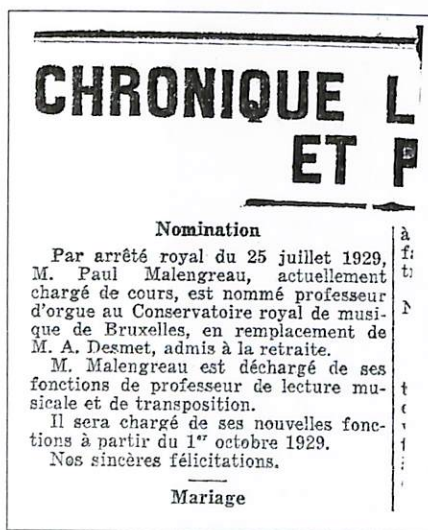 CHRONIQUE L
ET P
Nomination
Par arrêté royal du 25 juillet 1929,
M. Paul Malengreau, actuellement
chargé de cours, est nommé professeur
d'orgue au Conservatoire royal de musi-
que de Bruxelles, en remplacement de
M. A. Desmet, admis à la retraite.
M. Malengreau est déchargé de ses
fonctions de professeur de lecture mu-
sicale et de transposition.
Il sera chargé de ses nouvelles fonc-
tions à partir du 1er octobre 1929.
Nos sincères félicitations.
Mariage